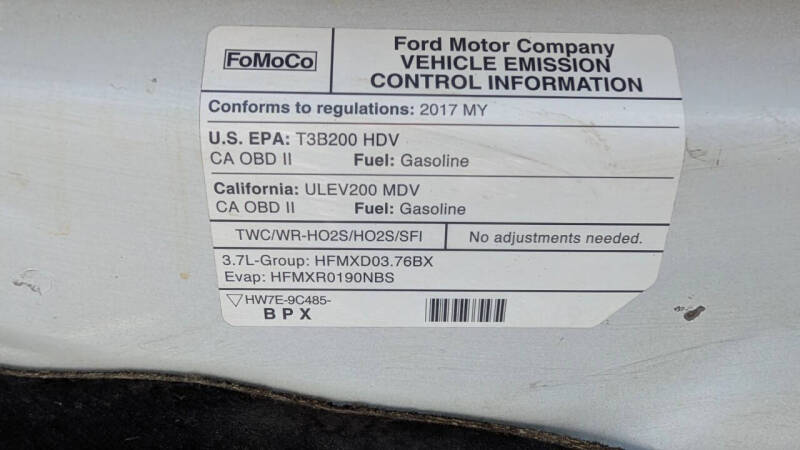 FoMoCo
Ford Motor Company
VEHICLE EMISSION
CONTROL INFORMATION
Conforms to regulations: 2017 MY
U.S. EPA: T3B200 HDV
CA OBD II Fuel: Gasoline
California: ULEV200 MDV
CA OBD II Fuel: Gasoline
TWC/WR-HO2S/HO2S/SFI
No adjustments needed.
3.7L-Group: HFMXD03.76BX
Evap: HFMXR0190NBS
HW7E-9C485-
B P X